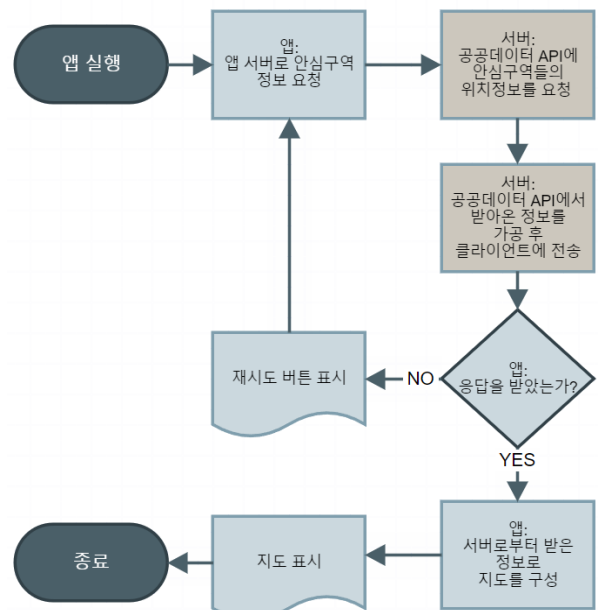 앱 실행
앱:
앱 서버로 안심구역
정보 요청
서버:
공공데이터 API에
안심구역들의
위치정보를 요청
서버:
공공데이터 API에서
받아온 정보를
가공 후
클라이언트에 전송
앱:
응답을 받았는가?
NO
재시도 버튼 표시
YES
앱:
서버로부터 받은
정보로
지도를 구성
지도 표시
종료